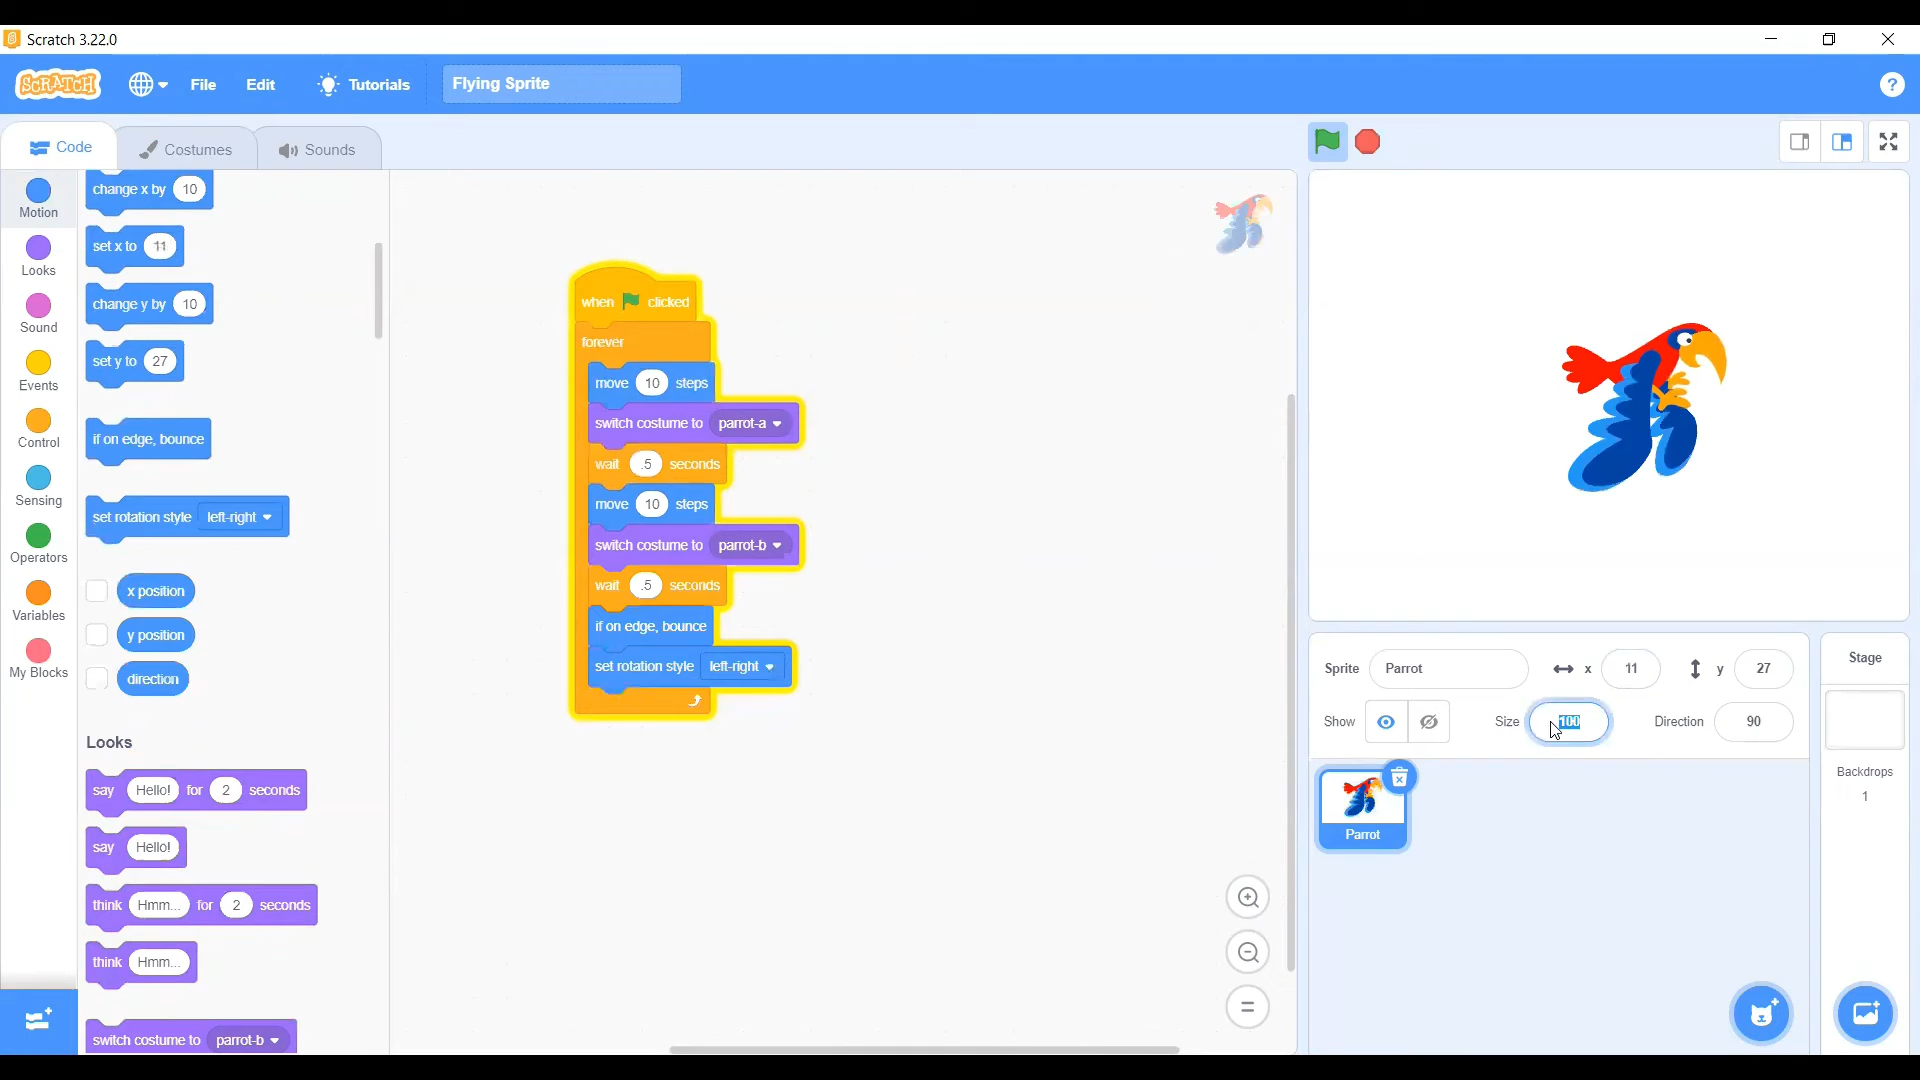 Scratch 3.22.0
SCRATCH File Edit Tutorials Flying Sprite ?
Code Costumes Sounds
Motion
Looks
Sound
Events
Control
Sensing
Operators
Variables
My Blocks
change x by 10
set x to 11
change y by 10
set y to 27
if on edge, bounce
set rotation style left-right
x position
y position
direction
Looks
say Hello! for 2 seconds
say Hello!
think Hmm... for 2 seconds
think Hmm...
switch costume to parrot-b
when clicked
forever
move 10 steps
switch costume to parrot-a
wait .5 seconds
move 10 steps
switch costume to parrot-b
wait .5 seconds
if on edge, bounce
set rotation style left-right
Sprite Parrot x 11 y 27
Show Size 100 Direction 90
Parrot
Stage
Backdrops
1